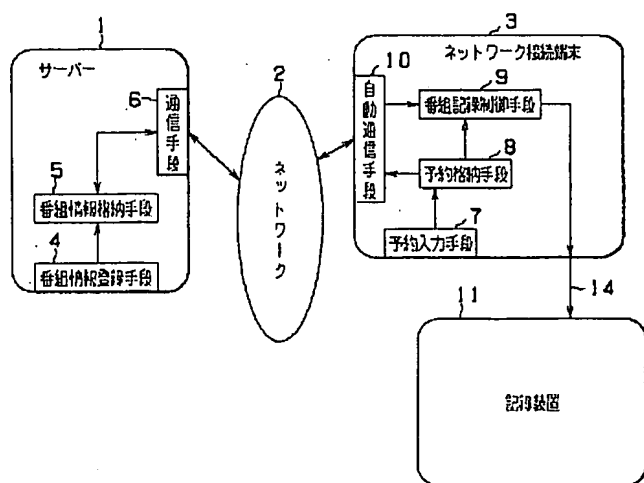 1
サーバー
6
通信手段
5
番組情報格納手段
4
番組情報登録手段
2
ネットワーク
3
ネットワーク接続端末
10
自動通信手段
9
番組記録制御手段
8
予約格納手段
7
予約入力手段
14
11
記録装置